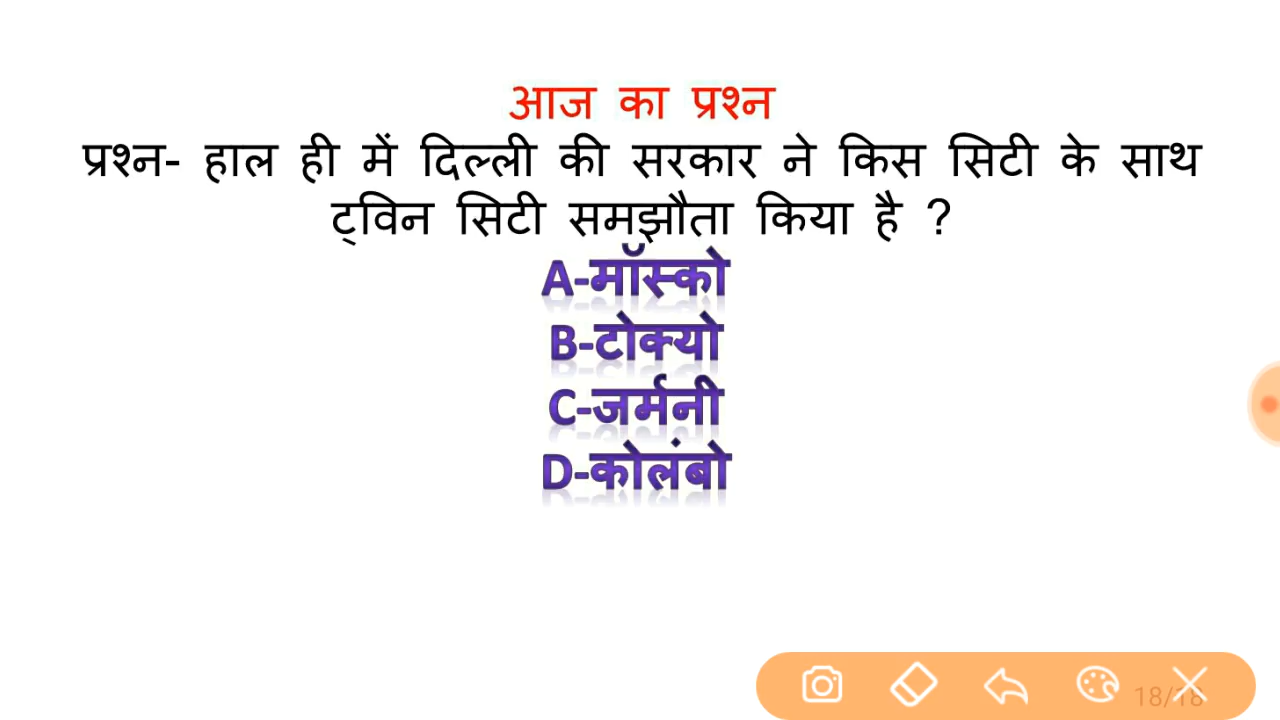 आज का प्रश्न
प्रश्न- हाल ही में दिल्ली की सरकार ने किस सिटी के साथ
ट्विन सिटी समझौता किया है ?
A-मॉस्को
B-टोक्यो
C-जर्मनी
D-कोलंबो
18/18